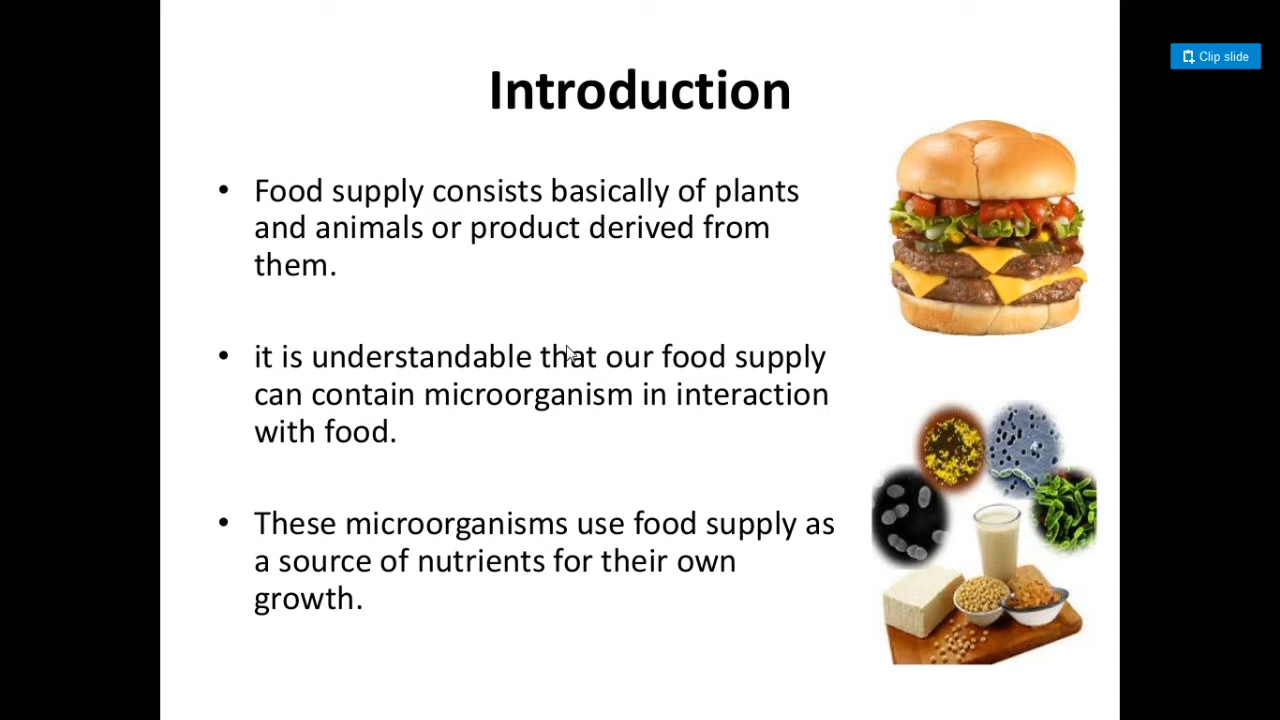 Clip slide
Introduction
• Food supply consists basically of plants
and animals or product derived from
them.
• it is understandable that our food supply
can contain microorganism in interaction
with food.
• These microorganisms use food supply as
a source of nutrients for their own
growth.